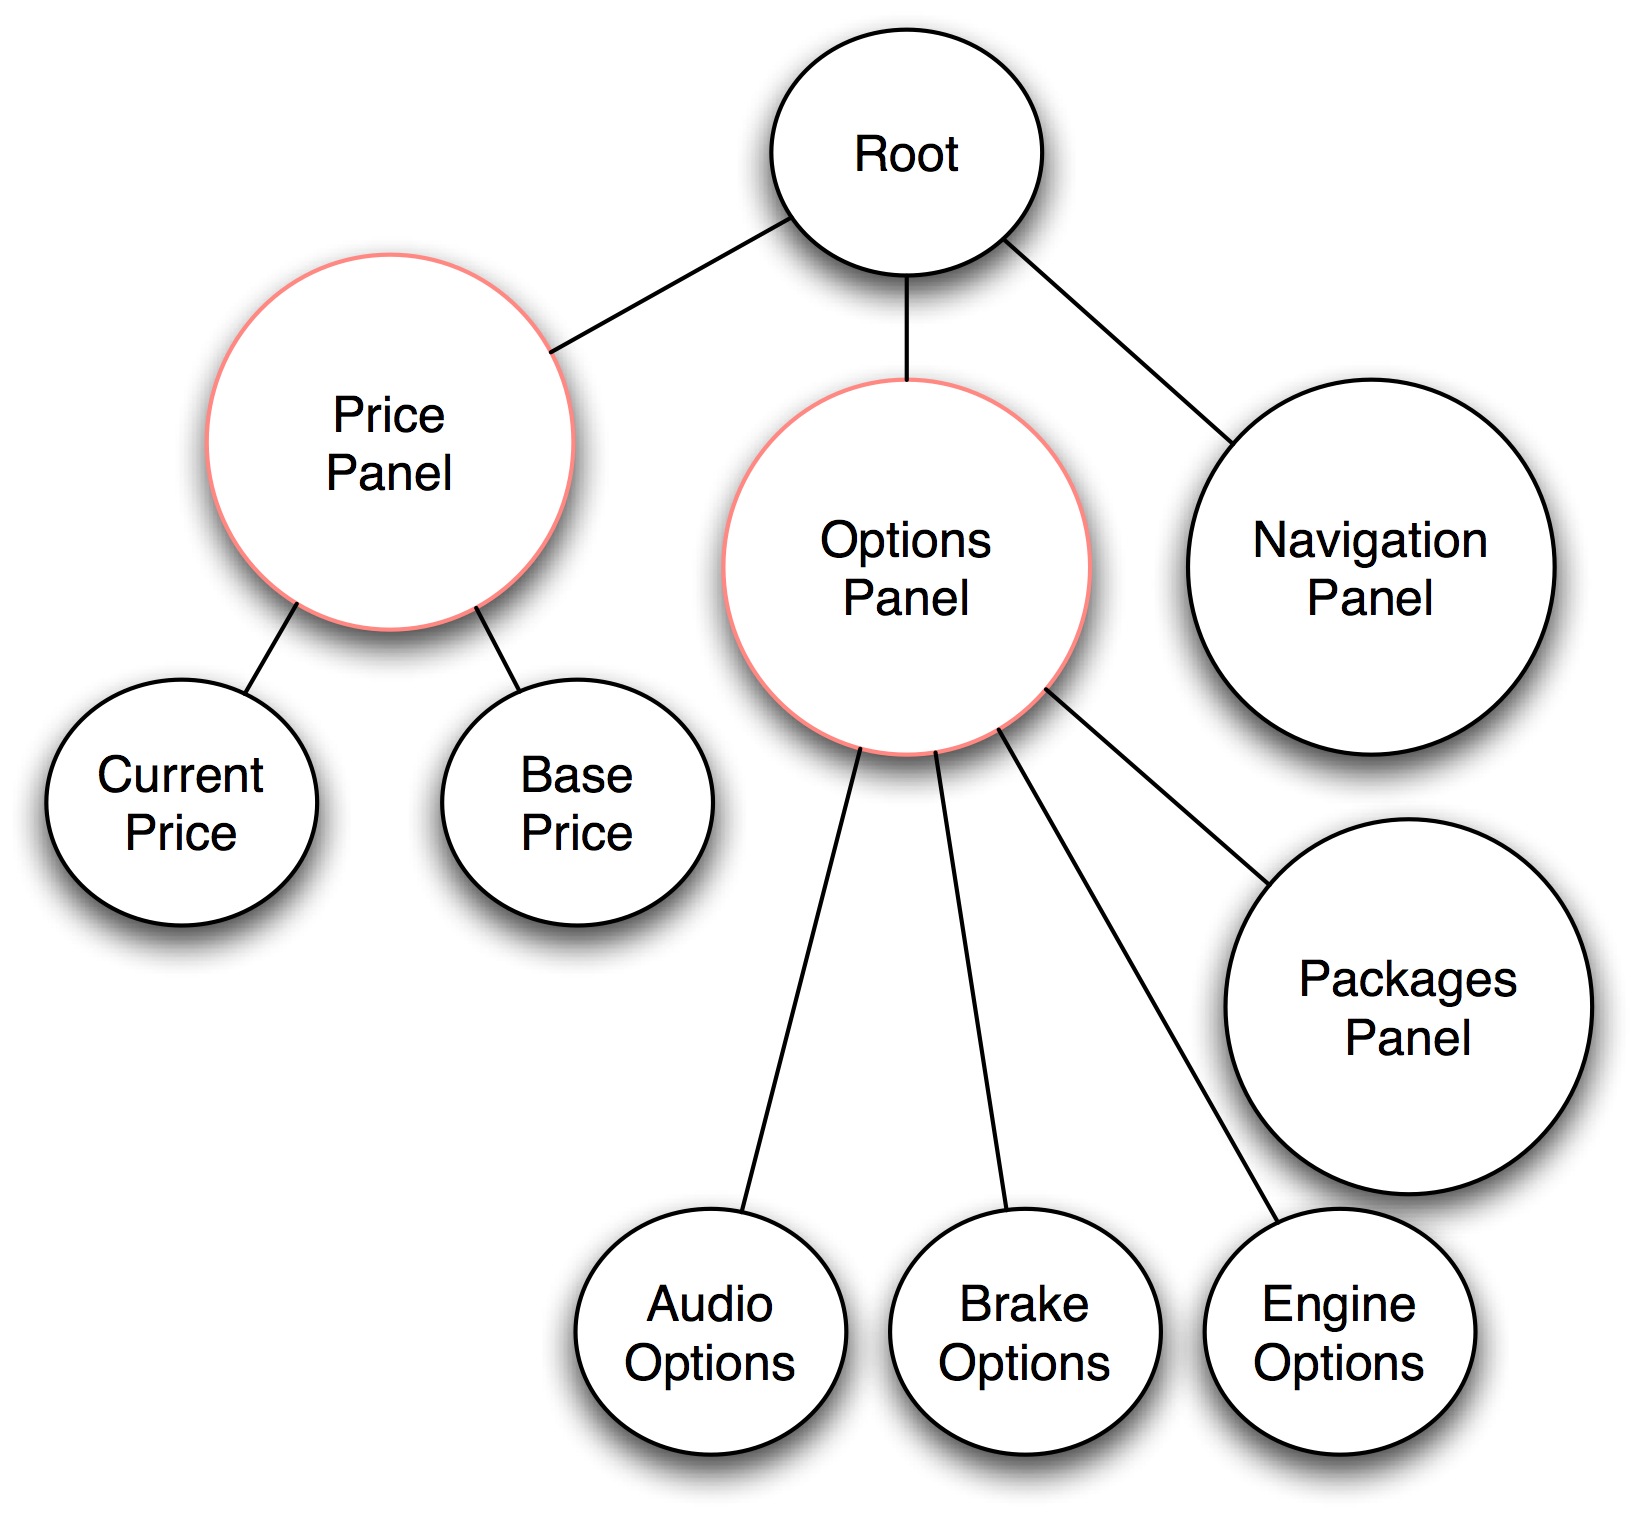 Root
Price
Panel
Options
Panel
Navigation
Panel
Current
Price
Base
Price
Packages
Panel
Audio
Options
Brake
Options
Engine
Options